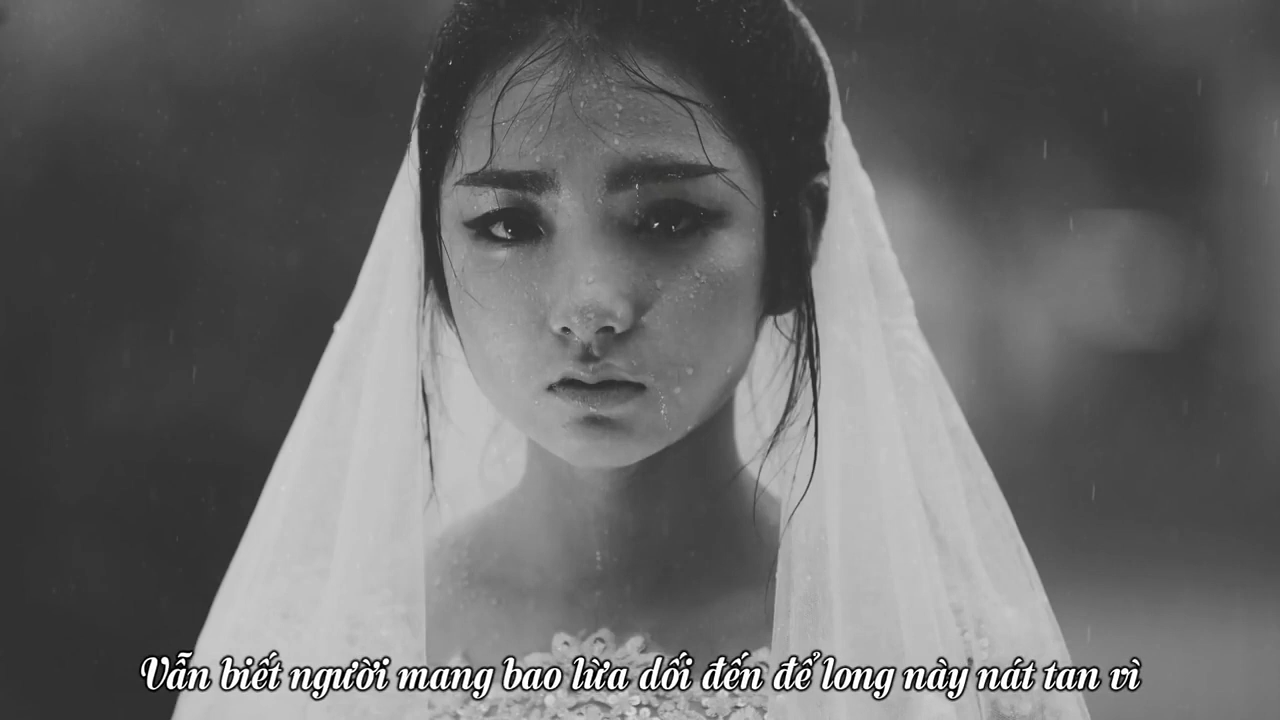 Vẫn biết người mang bao lừa dối đến để long này nát tan vì